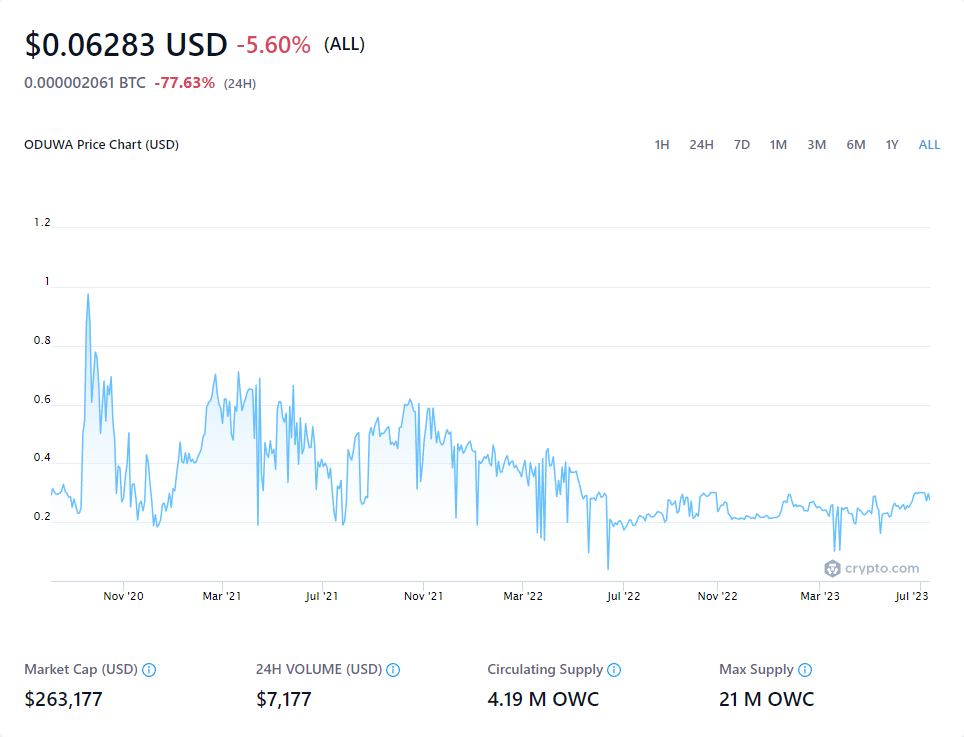 $0.06283 USD -5.60% (ALL)
0.000002061 BTC -77.63% (24H)
ODUWA Price Chart (USD) 1H 24H 7D 1M 3M 6M 1Y ALL
1.2
1
0.8
0.6
0.4
0.2
crypto.com
Nov '20 Mar '21 Jul '21 Nov '21 Mar '22 Jul '22 Nov '22 Mar '23 Jul '23
Market Cap (USD) 24H VOLUME (USD) Circulating Supply Max Supply
$263,177 $7,177 4.19 M OWC 21 M OWC